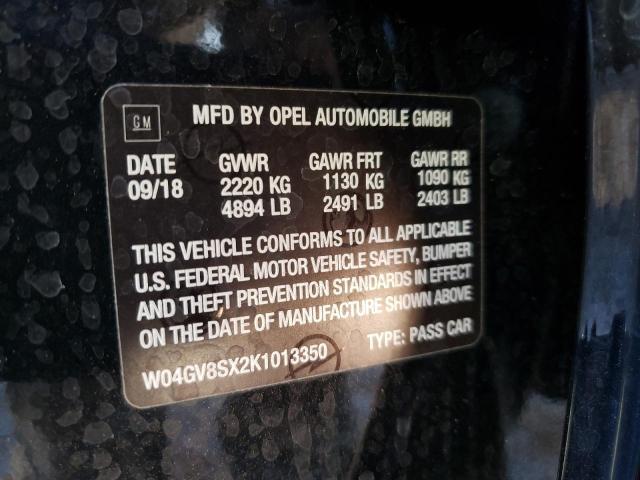 GM
MFD BY OPEL AUTOMOBILE GMBH
DATE GVWR GAWR FRT GAWR RR
09/18 2220 KG 1130 KG 1090 KG
4894 LB 2491 LB 2403 LB
THIS VEHICLE CONFORMS TO ALL APPLICABLE
U.S. FEDERAL MOTOR VEHICLE SAFETY, BUMPER
AND THEFT PREVENTION STANDARDS IN EFFECT
ON THE DATE OF MANUFACTURE SHOWN ABOVE
W04GV8SX2K1013350 TYPE: PASS CAR